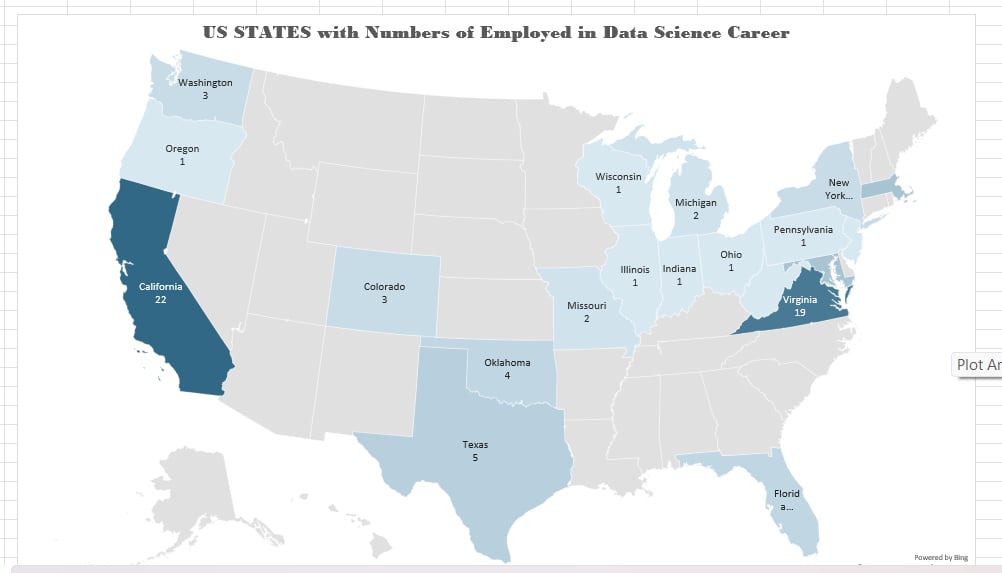 US STATES with Numbers of Employed in Data Science Career
Washington
3
Oregon
1
California
22
Colorado
3
Oklahoma
4
Texas
5
Missouri
2
Wisconsin
1
Illinois
1
Michigan
2
Indiana
1
Ohio
1
Pennsylvania
1
New
York...
Virginia
19
Florid
a...
Plot Ar
Powered by Bing